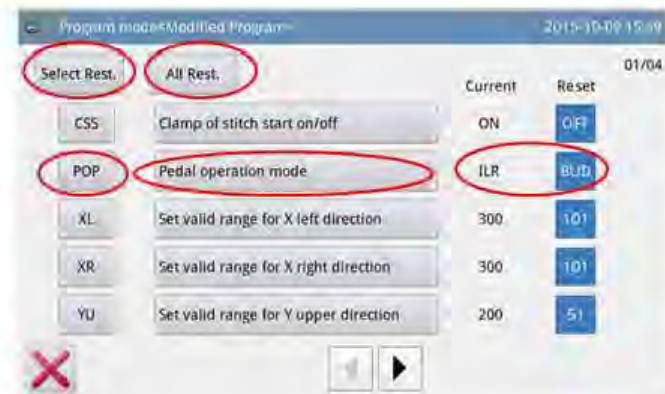 Program mode<Modified Program> 2015-10-09 15:59
Select Rest. All Rest. 01/04
Current Reset
CSS Clamp of stitch start on/off ON OFF
POP Pedal operation mode ILR BUD
XL Set valid range for X left direction 300 101
XR Set valid range for X right direction 300 101
YU Set valid range for Y upper direction 200 51